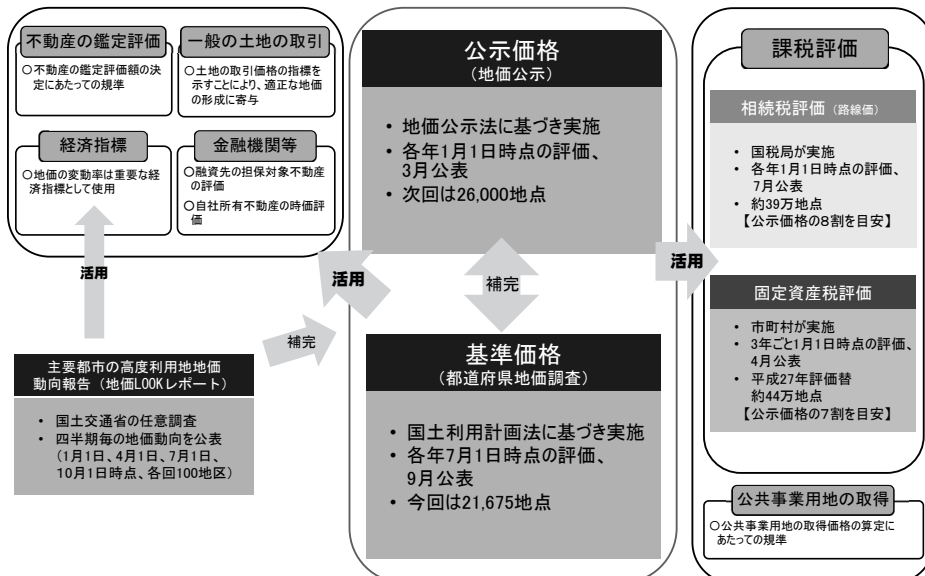 不動産の鑑定評価
○不動産の鑑定評価額の決
定にあたっての規準
一般の土地の取引
○土地の取引価格の指標を
示すことにより、適正な地価
の形成に寄与
経済指標
○地価の変動率は重要な経
済指標として使用
金融機関等
○融資先の担保対象不動産
の評価
○自社所有不動産の時価評
価
活用
活用
補完
主要都市の高度利用地地価
動向報告(地価LOOKレポート)
・ 国土交通省の任意調査
・ 四半期毎の地価動向を公表
(1月1日、4月1日、7月1日、
10月1日時点、各回100地区)
公示価格
(地価公示)
・ 地価公示法に基づき実施
・ 各年1月1日時点の評価、
3月公表
・ 次回は26,000地点
補完
基準価格
(都道府県地価調査)
・ 国土利用計画法に基づき実施
・ 各年7月1日時点の評価、
9月公表
・ 今回は21,675地点
活用
課税評価
相続税評価(路線価)
・ 国税局が実施
・ 各年1月1日時点の評価、
7月公表
・ 約39万地点
【公示価格の8割を目安】
固定資産税評価
・ 市町村が実施
・ 3年ごと1月1日時点の評価、
4月公表
・ 平成27年評価替
約44万地点
【公示価格の7割を目安】
公共事業用地の取得
○公共事業用地の取得価格の算定に
あたっての規準